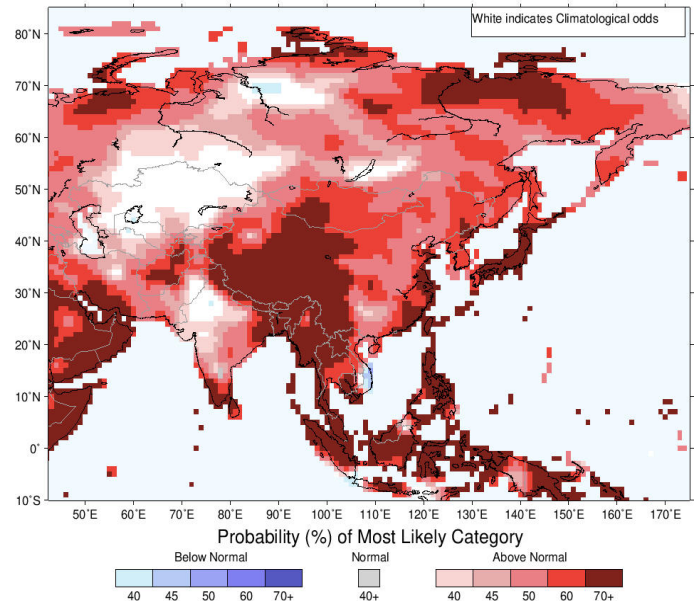 White indicates Climatological odds
80°N
70°N
60°N
50°N
40°N
30°N
20°N
10°N
0°
10°S
50°E 60°E 70°E 80°E 90°E 100°E 110°E 120°E 130°E 140°E 150°E 160°E 170°E
Probability (%) of Most Likely Category
Below Normal Normal Above Normal
40 45 50 60 70+ 40+ 40 45 50 60 70+